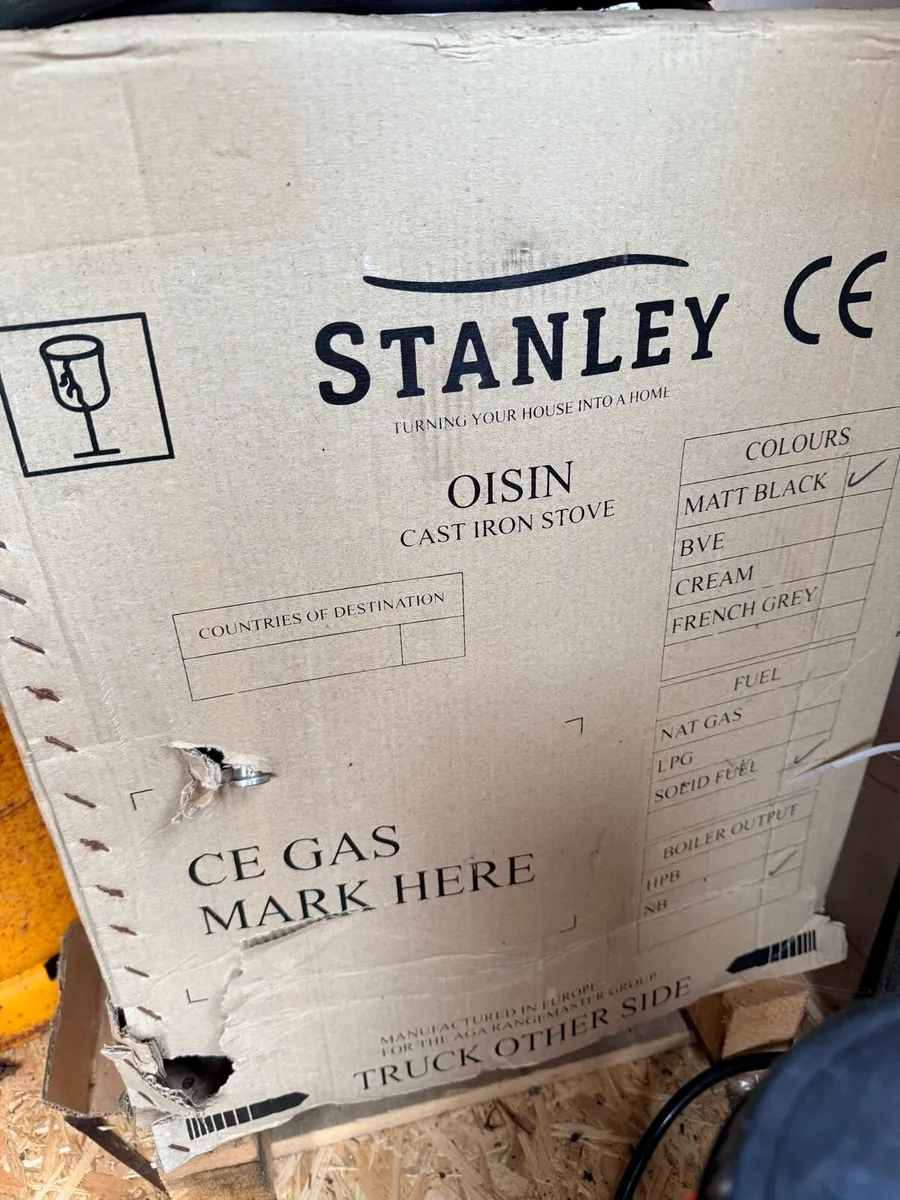 STANLEY
CE
TURNING YOUR HOUSE INTO A HOME
OISIN
CAST IRON STOVE
COLOURS
MATT BLACK ✓
BVE
CREAM
FRENCH GREY
COUNTRIES OF DESTINATION
FUEL
NAT GAS
LPG
SOLID FUEL ✓
BOILER OUTPUT
HPB ✓
NB
CE GAS
MARK HERE
MANUFACTURED IN EUROPE
FOR THE AGA RANGEMASTER GROUP
TRUCK OTHER SIDE